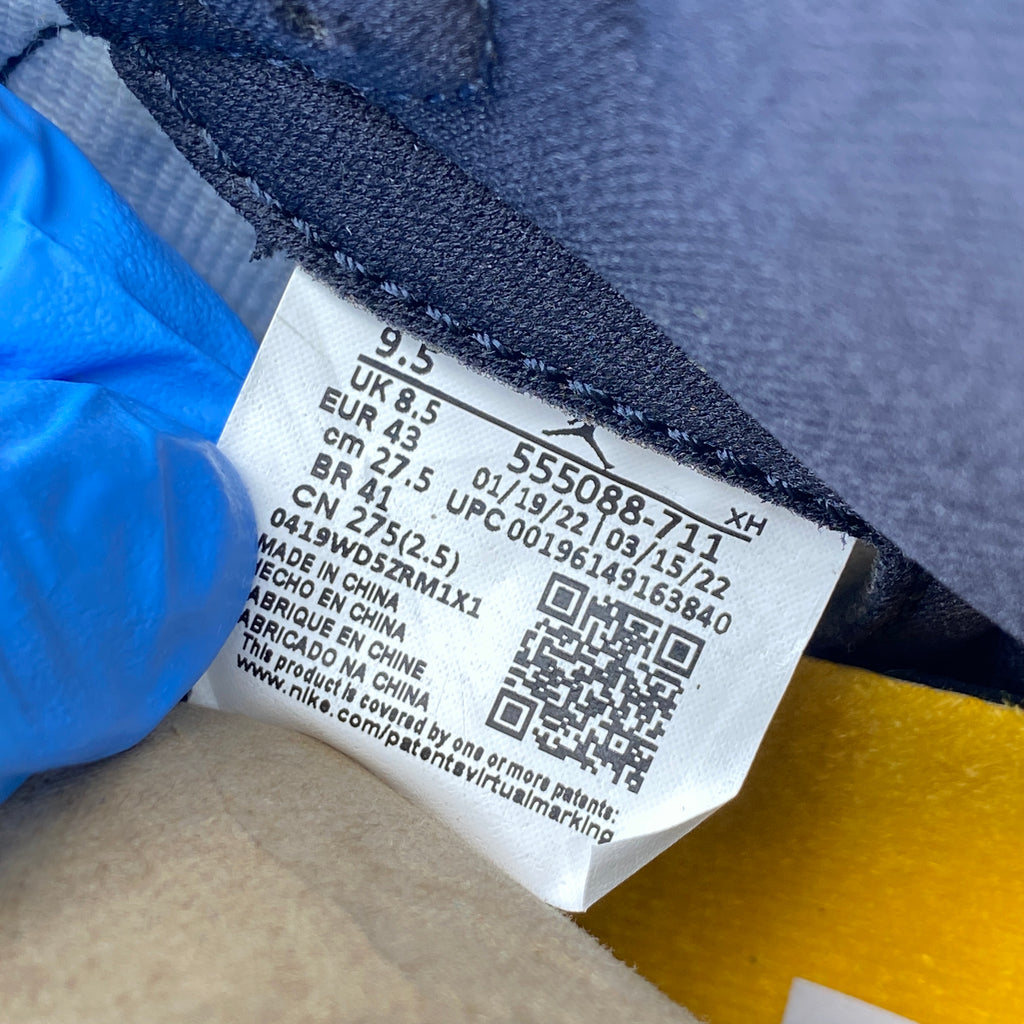 9.5
UK 8.5
EUR 43
cm 27.5
BR 41
CN 275(2.5)
0419WD5ZRM1X1
MADE IN CHINA
HECHO EN CHINA
FABRIQUE EN CHINE
FABRICADO NA CHINA
This product is covered by one or more patents:
www.nike.com/patentsvirtualmarking
XH
555088-711
01/19/22 | 03/15/22
UPC 00196149163840